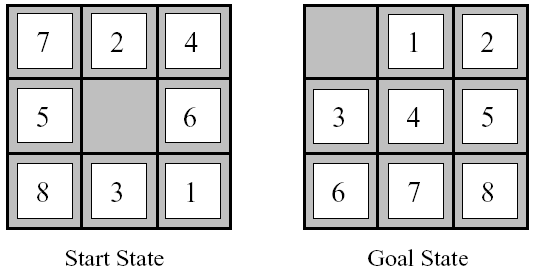 7 2 4
5 6
8 3 1
Start State
1 2
3 4 5
6 7 8
Goal State